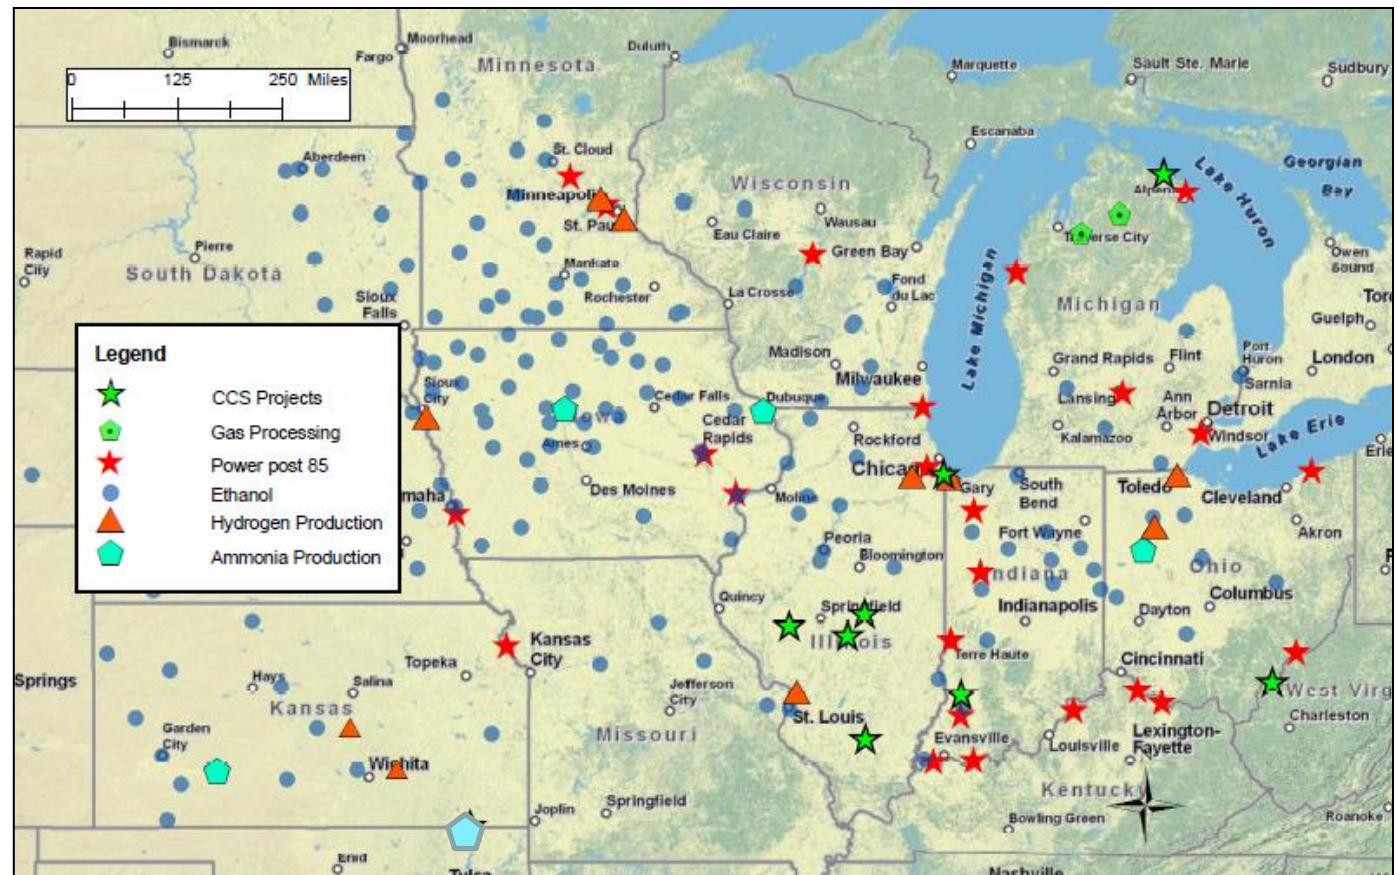 Bismarck
Moorhead
Fargo
Duluth
Minnesota
Marquette
Sault Ste. Marie
Sudbury
0 125 250 Miles
Escanaba
Aberdeen
St. Cloud
Wisconsin
Lake Huron
Georgian
Bay
Alpena
Minneapoli
St. Pau
Eau Claire
Wausau
Green Bay
Traverse City
Owen
Sound
Rapid
City
Pierre
South Dakota
Mankato
Rochester
La Crosse
Fond
du Lac
Lake Michigan
Michigan
Sioux
Falls
Guelph
Madison
Milwaukee
Grand Rapids
Flint
Port
Huron
London
Sarnia
Legend
CCS Projects
Gas Processing
Power post 85
Ethanol
Hydrogen Production
Ammonia Production
Sioux
City
Cedar Falls
Dubuque
Lansing
Ann
Arbor
Detroit
Windsor
Lake Erie
Iowa
Ames
Cedar
Rapids
Rockford
Kalamazoo
Chicag
Gary
South
Bend
Toledo
Cleveland
Erie
maha
Des Moines
Moline
Fort Wayne
Akron
Peoria
Bloomington
Indiana
Ohio
Columbus
Quincy
Springfield
Illinois
Indianapolis
Dayton
Kansas
City
Topeka
Terre Haute
Cincinnati
Springs
Hays
Salina
Kansas
Jefferson
City
St. Louis
West Virg
Charleston
Garden
City
Missouri
Evansville
Louisville
Lexington-
Fayette
Wichita
Kentucky
Joplin
Springfield
Bowling Green
Roanoke
Enid
Tulsa
Nashville